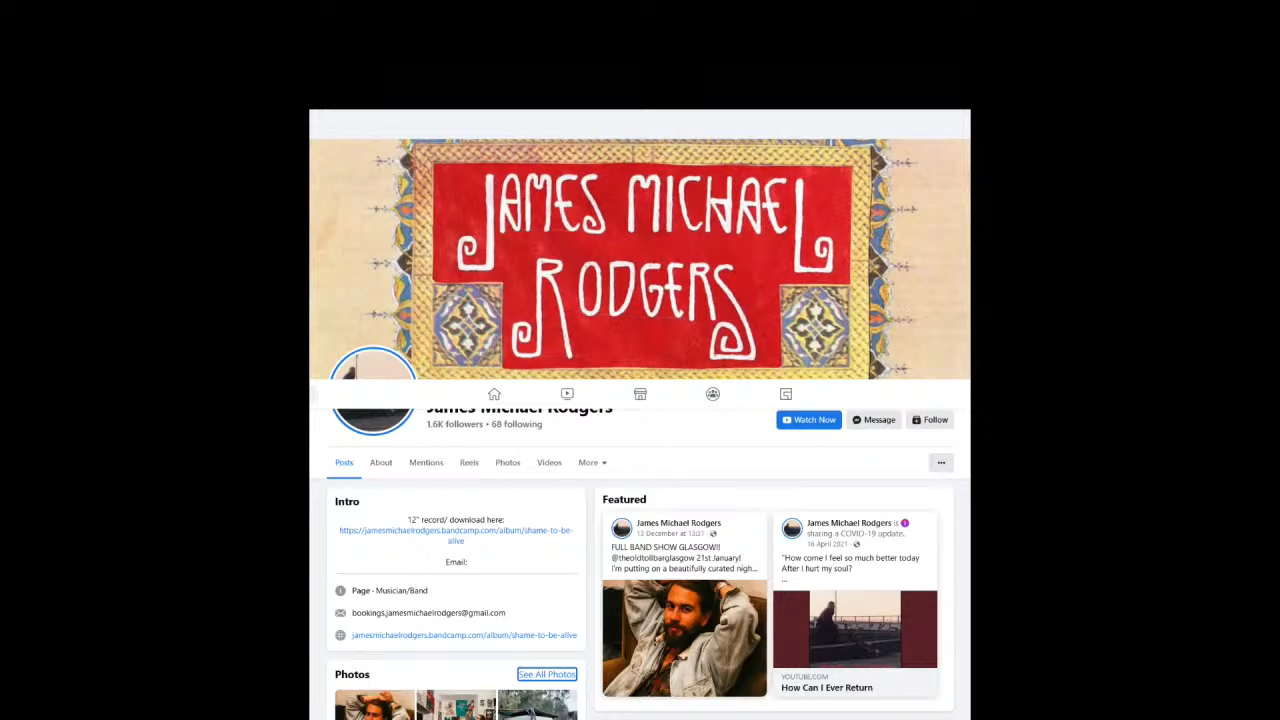 JAMES MICHAEL
RODGERS
James Michael Rodgers
1.6K followers • 68 following
Watch Now
Message
Follow
Posts
About
Mentions
Reels
Photos
Videos
More
Intro
12" record/ download here:
https://jamesmichaelrodgers.bandcamp.com/album/shame-to-be-
alive
Email:
Page · Musician/Band
bookings.jamesmichaelrodgers@gmail.com
jamesmichaelrodgers.bandcamp.com/album/shame-to-be-alive
Photos
See All Photos
Featured
James Michael Rodgers
13 December at 13:31 ·
FULL BAND SHOW GLASGOW!!
@theoldtollbarglasgow 21st January!
I'm putting on a beautifully curated nigh...
James Michael Rodgers is
sharing a COVID-19 update.
16 April 2021 ·
"How come I feel so much better today
After I hurt my soul?
...
YOUTUBE.COM
How Can I Ever Return